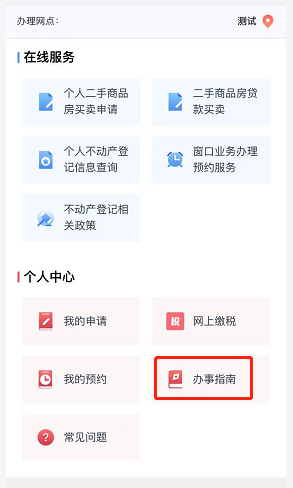 办理网点： 测试
在线服务
个人二手商品 二手商品房贷
房买卖申请 款买卖
个人不动产登 窗口业务办理
记信息查询 预约服务
不动产登记相
关政策
个人中心
我的申请 税 网上缴税
我的预约 办事指南
? 常见问题